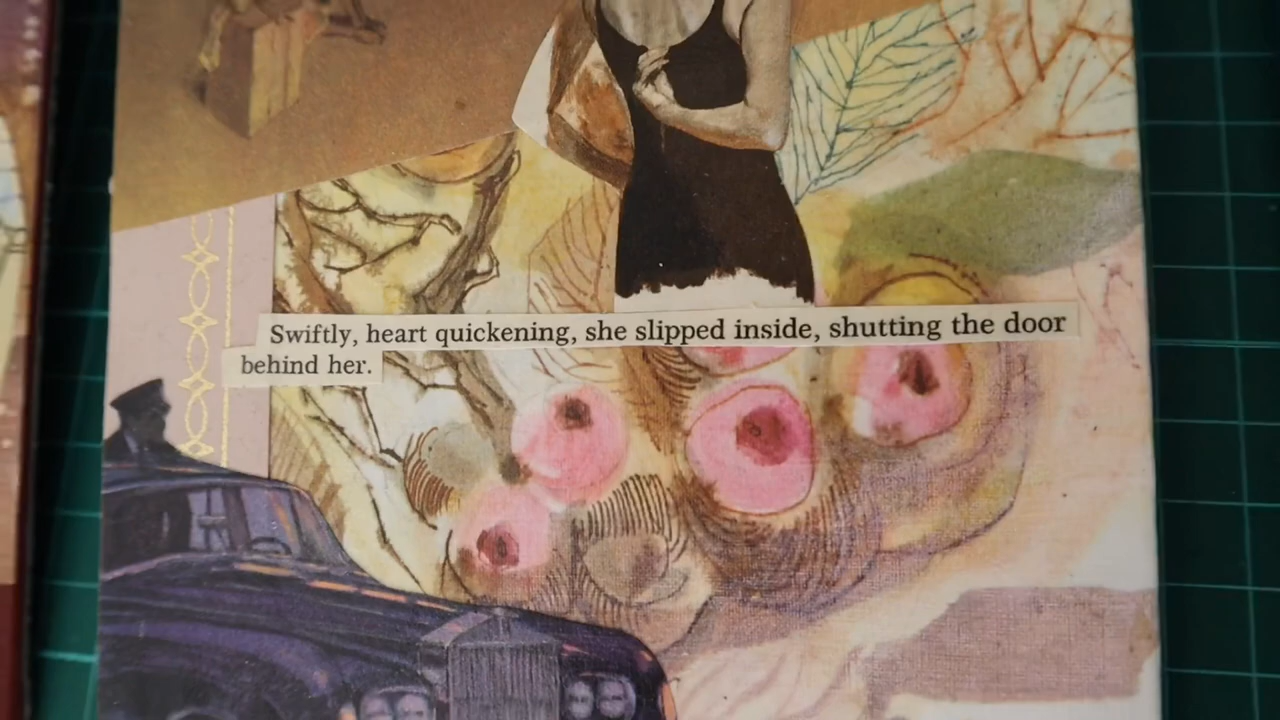 Swiftly, heart quickening, she slipped inside, shutting the door
behind her.